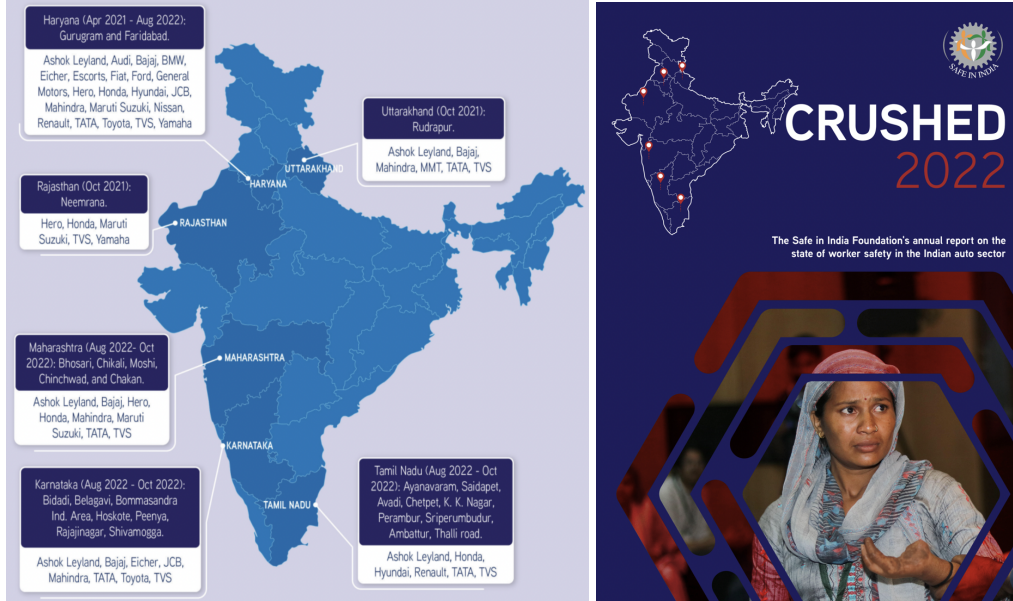 Haryana (Apr 2021 - Aug 2022):
Gurugram and Faridabad.
Ashok Leyland, Audi, Bajaj, BMW,
Eicher, Escorts, Fiat, Ford, General
Motors, Hero, Honda, Hyundai, JCB,
Mahindra, Maruti Suzuki, Nissan,
Renault, TATA, Toyota, TVS, Yamaha
Uttarakhand (Oct 2021):
Rudrapur.
Ashok Leyland, Bajaj,
Mahindra, MMT, TATA, TVS
UTTARAKHAND
HARYANA
Rajasthan (Oct 2021):
Neemrana.
Hero, Honda, Maruti
Suzuki, TVS, Yamaha
RAJASTHAN
Maharashtra (Aug 2022- Oct
2022): Bhosari, Chikali, Moshi,
Chinchwad, and Chakan.
Ashok Leyland, Bajaj, Hero,
Honda, Mahindra, Maruti
Suzuki, TATA, TVS
MAHARASHTRA
KARNATAKA
Karnataka (Aug 2022 - Oct 2022):
Bidadi, Belagavi, Bommasandra
Ind. Area, Hoskote, Peenya,
Rajajinagar, Shivamogga.
Ashok Leyland, Bajaj, Eicher, JCB,
Mahindra, TATA, Toyota, TVS
TAMIL NADU
Tamil Nadu (Aug 2022 - Oct
2022): Ayanavaram, Saidapet,
Avadi, Chetpet, K. K. Nagar,
Perambur, Sriperumbudur,
Ambattur, Thalli road.
Ashok Leyland, Honda,
Hyundai, Renault, TATA, TVS
SAFE IN INDIA
CRUSHED
2022
The Safe in India Foundation's annual report on the
state of worker safety in the Indian auto sector